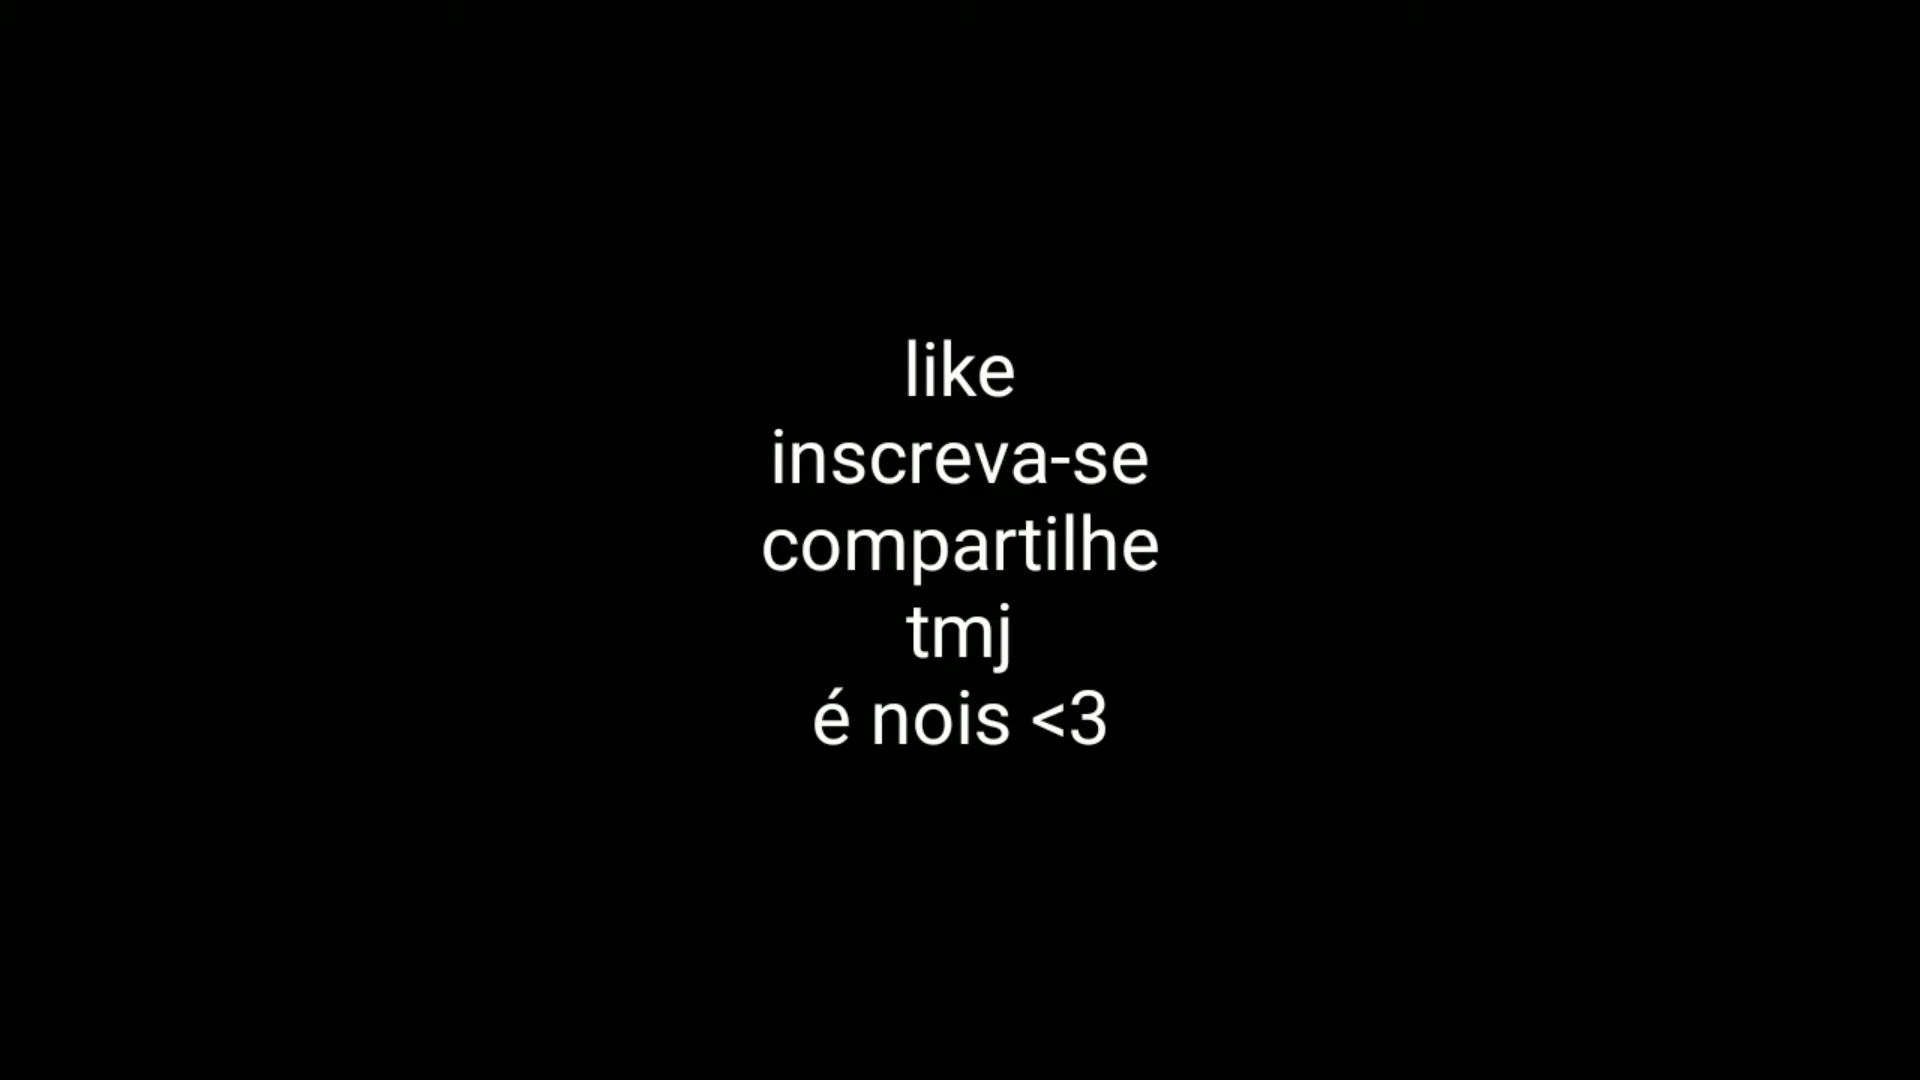 like
inscreva-se
compartilhe
tmj
é nois <3